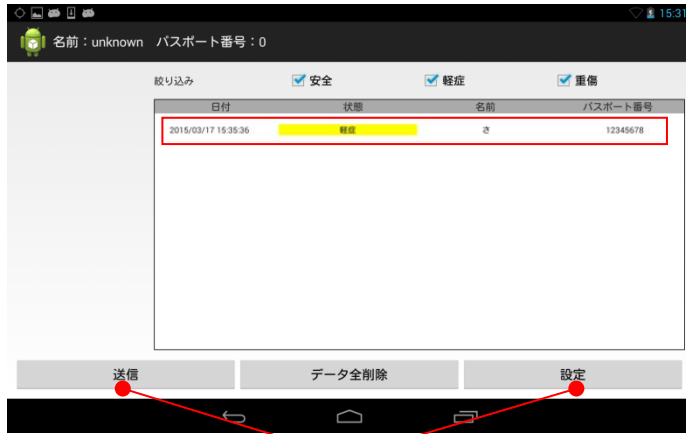 15:31
名前：unknown パスポート番号：0
絞り込み 安全 軽症 重傷
日付 状態 名前 パスポート番号
2015/03/17 15:35:36 軽症 さ 12345678
送信 データ全削除 設定